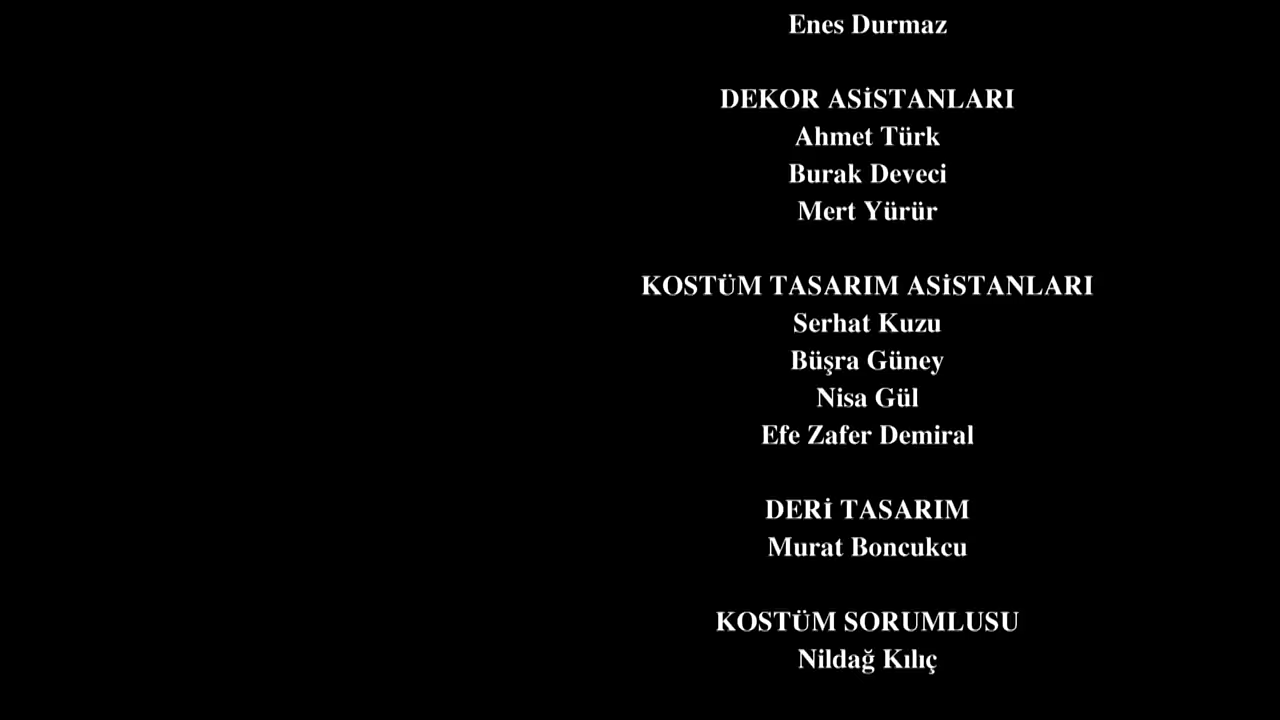 Enes Durmaz
DEKOR ASİSTANLARI
Ahmet Türk
Burak Deveci
Mert Yürür
KOSTÜM TASARIM ASİSTANLARI
Serhat Kuzu
Büşra Güney
Nisa Gül
Efe Zafer Demiral
DERİ TASARIM
Murat Boncukcu
KOSTÜM SORUMLUSU
Nildağ Kılıç